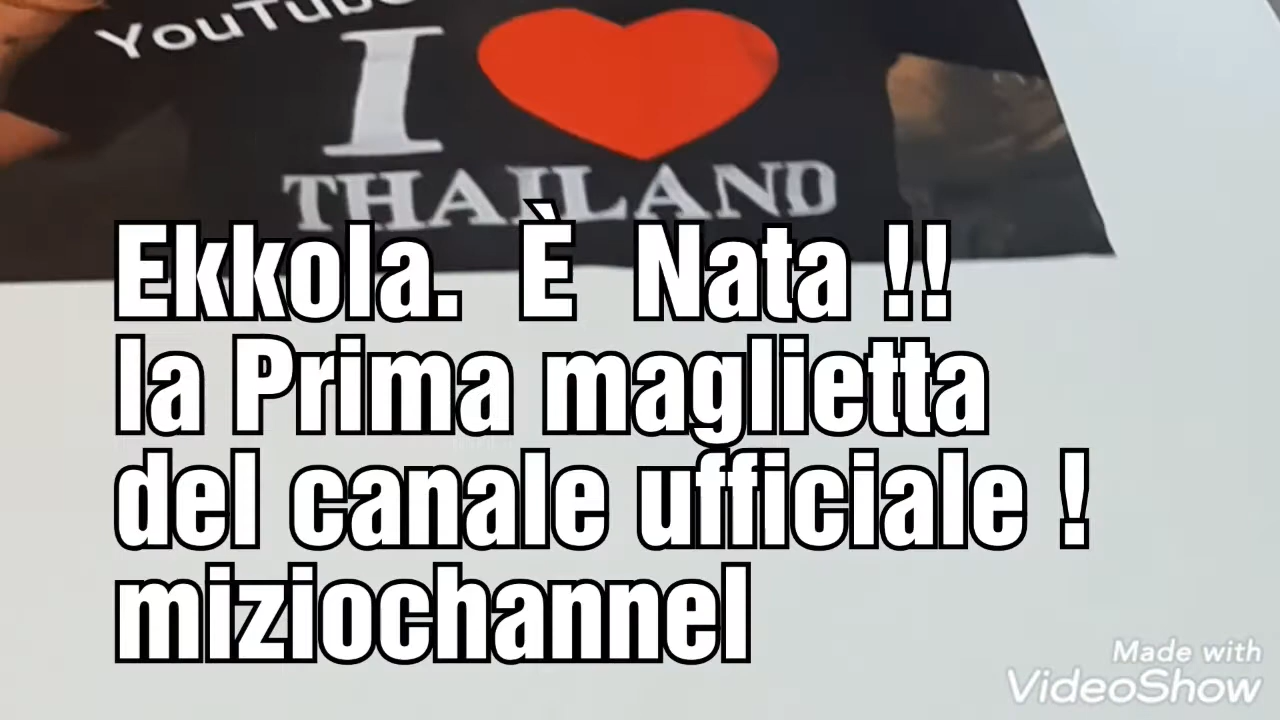 YouTube
I
THAILAND
Ekkola. È Nata !!
la Prima maglietta
del canale ufficiale !
miziochannel
Made with
VideoShow